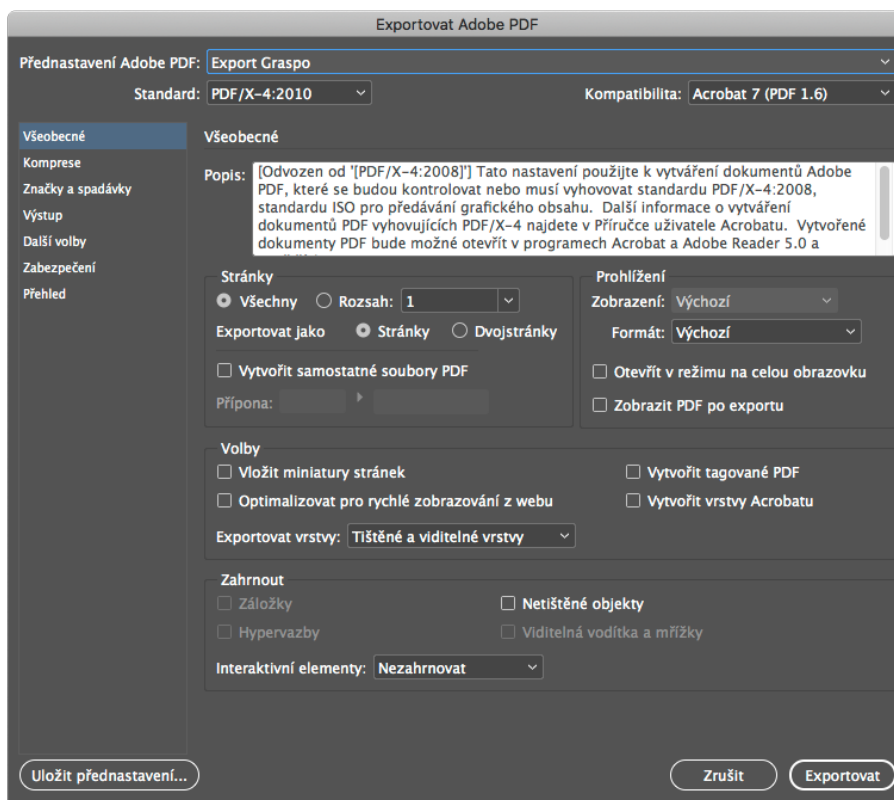 Exportovat Adobe PDF
Přednastavení Adobe PDF: Export Graspo
Standard: PDF/X-4:2010 Kompatibilita: Acrobat 7 (PDF 1.6)
Všeobecné
Komprese
Značky a spadávky
Výstup
Další volby
Zabezpečení
Přehled
Všeobecné
Popis: [Odvozen od '[PDF/X-4:2008]'] Tato nastavení použijte k vytváření dokumentů Adobe
PDF, které se budou kontrolovat nebo musí vyhovovat standardu PDF/X-4:2008,
standardu ISO pro předávání grafického obsahu. Další informace o vytváření
dokumentů PDF vyhovujících PDF/X-4 najdete v Příručce uživatele Acrobatu. Vytvořené
dokumenty PDF bude možné otevřít v programech Acrobat a Adobe Reader 5.0 a
Stránky
Všechny Rozsah: 1
Exportovat jako Stránky Dvojstránky
Vytvořit samostatné soubory PDF
Přípona:
Prohlížení
Zobrazení: Výchozí
Formát: Výchozí
Otevřít v režimu na celou obrazovku
Zobrazit PDF po exportu
Volby
Vložit miniatury stránek Vytvořit tagované PDF
Optimalizovat pro rychlé zobrazování z webu Vytvořit vrstvy Acrobatu
Exportovat vrstvy: Tištěné a viditelné vrstvy
Zahrnout
Záložky Netištěné objekty
Hypervazby Viditelná vodítka a mřížky
Interaktivní elementy: Nezahrnovat
Uložit přednastavení... Zrušit Exportovat